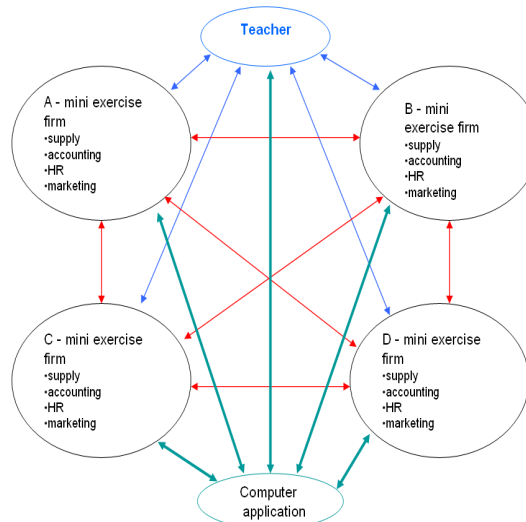 Teacher
A - mini exercise
firm
•supply
•accounting
•HR
•marketing
B - mini
exercise firm
•supply
•accounting
•HR
•marketing
C - mini exercise
firm
•supply
•accounting
•HR
•marketing
D - mini exercise
firm
•supply
•accounting
•HR
•marketing
Computer
application